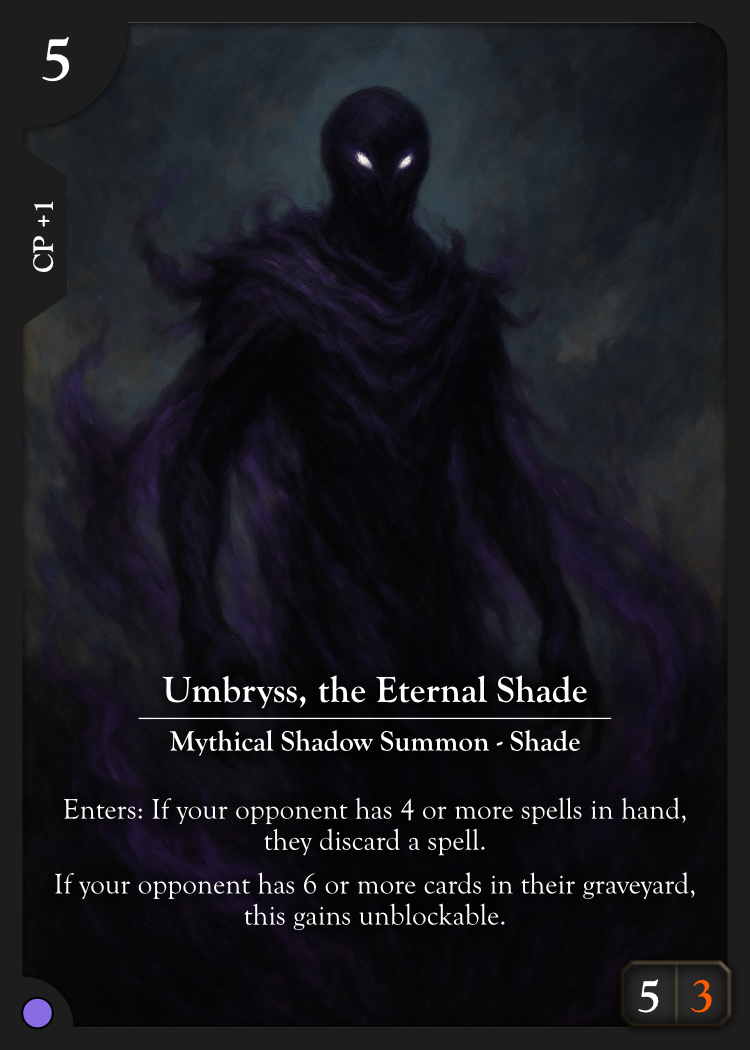 5
CP +1
Umbryss, the Eternal Shade
Mythical Shadow Summon - Shade
Enters: If your opponent has 4 or more spells in hand,
they discard a spell.
If your opponent has 6 or more cards in their graveyard,
this gains unblockable.
5 3